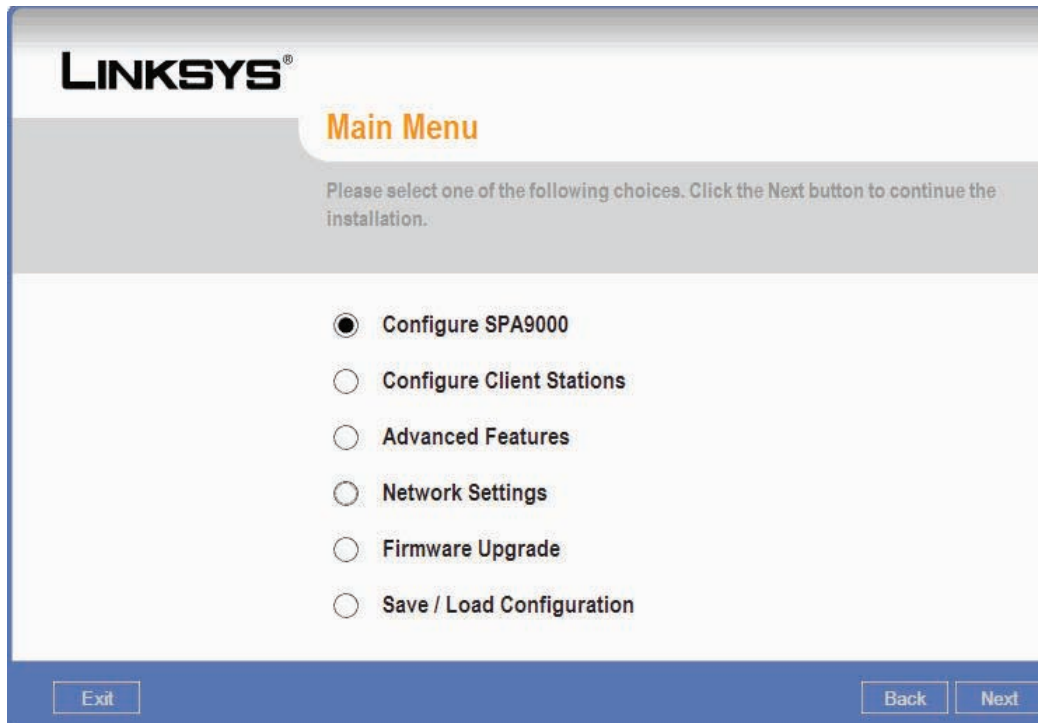 LINKSYS®
Main Menu
Please select one of the following choices. Click the Next button to continue the
installation.
Configure SPA9000
Configure Client Stations
Advanced Features
Network Settings
Firmware Upgrade
Save / Load Configuration
Exit
Back
Next